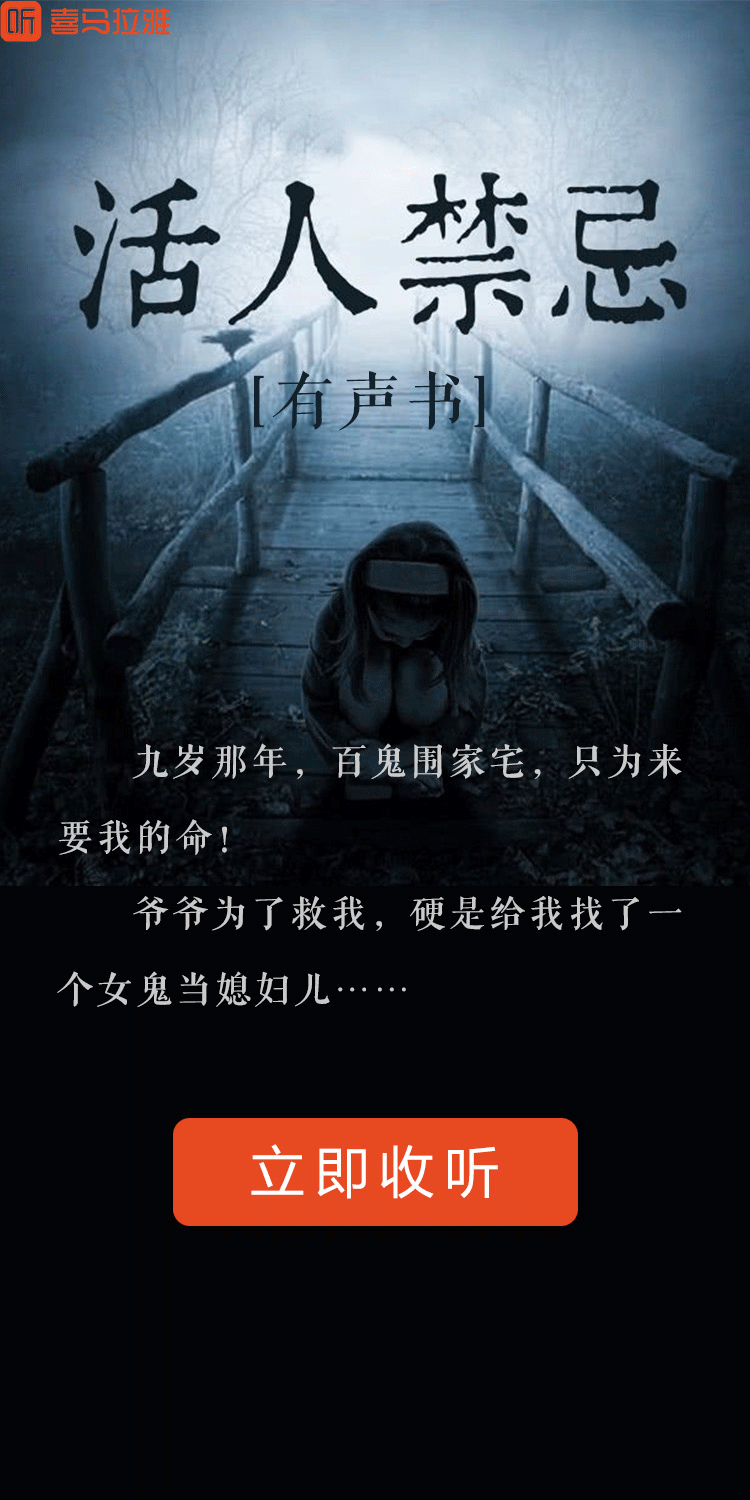 听 喜马拉雅
活人禁忌
[有声书]
九岁那年，百鬼围家宅，只为来
要我的命！
爷爷为了救我，硬是给我找了一
个女鬼当媳妇儿……
立即收听